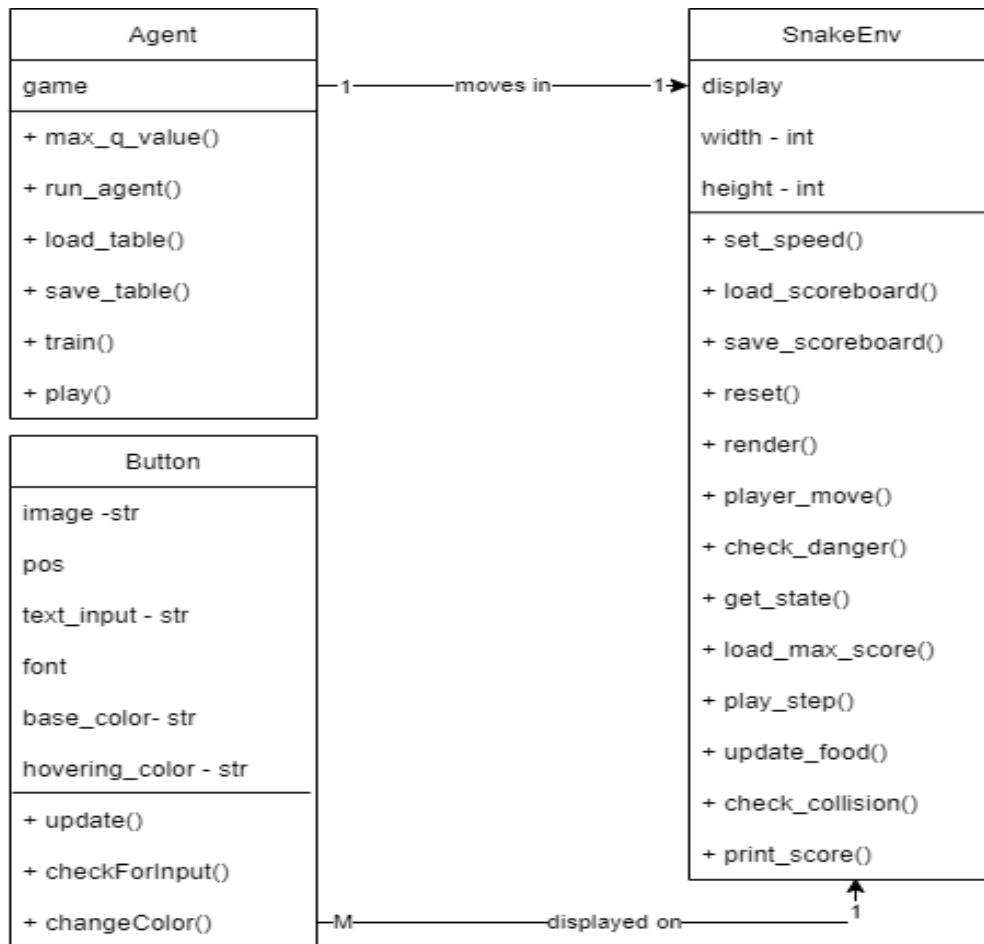 Agent
game
+ max_q_value()
+ run_agent()
+ load_table()
+ save_table()
+ train()
+ play()
1
moves in
1
SnakeEnv
display
width - int
height - int
+ set_speed()
+ load_scoreboard()
+ save_scoreboard()
+ reset()
+ render()
+ player_move()
+ check_danger()
+ get_state()
+ load_max_score()
+ play_step()
+ update_food()
+ check_collision()
+ print_score()
Button
image -str
pos
text_input - str
font
base_color- str
hovering_color - str
+ update()
+ checkForInput()
+ changeColor()
M
displayed on
1